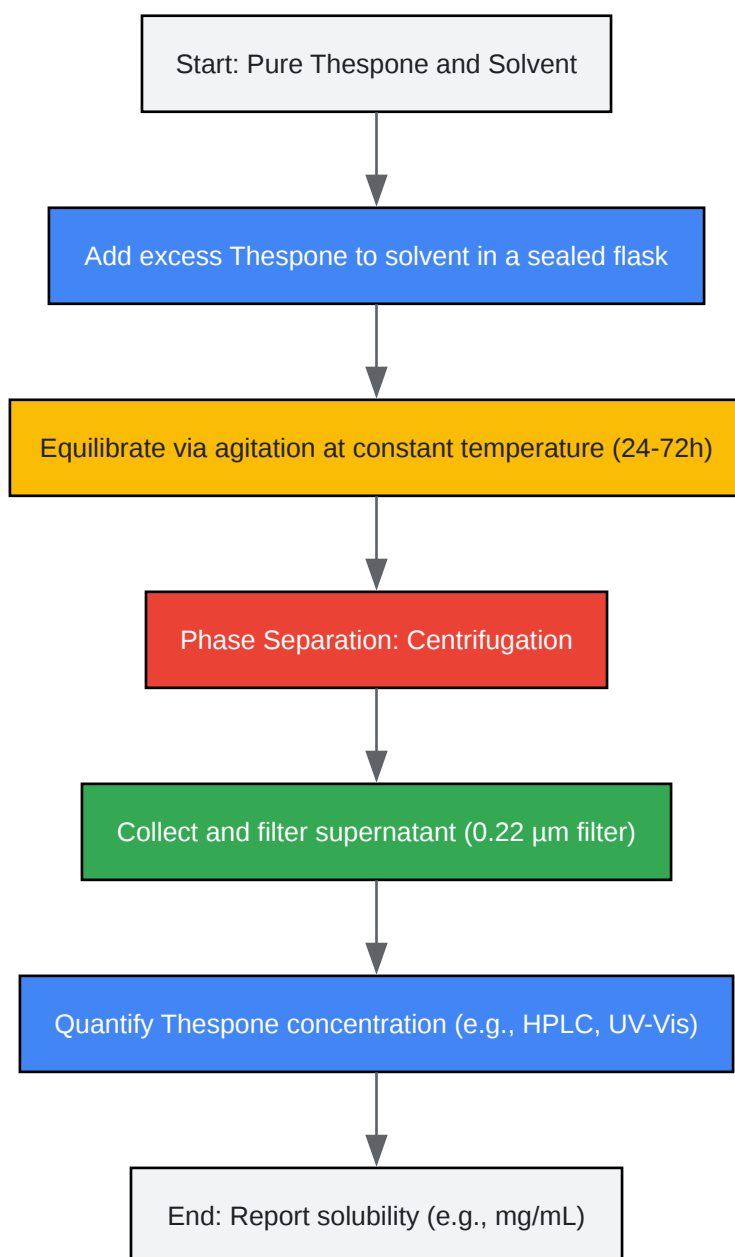 Start: Pure Thespone and Solvent
Add excess Thespone to solvent in a sealed flask
Equilibrate via agitation at constant temperature (24-72h)
Phase Separation: Centrifugation
Collect and filter supernatant (0.22 µm filter)
Quantify Thespone concentration (e.g., HPLC, UV-Vis)
End: Report solubility (e.g., mg/mL)